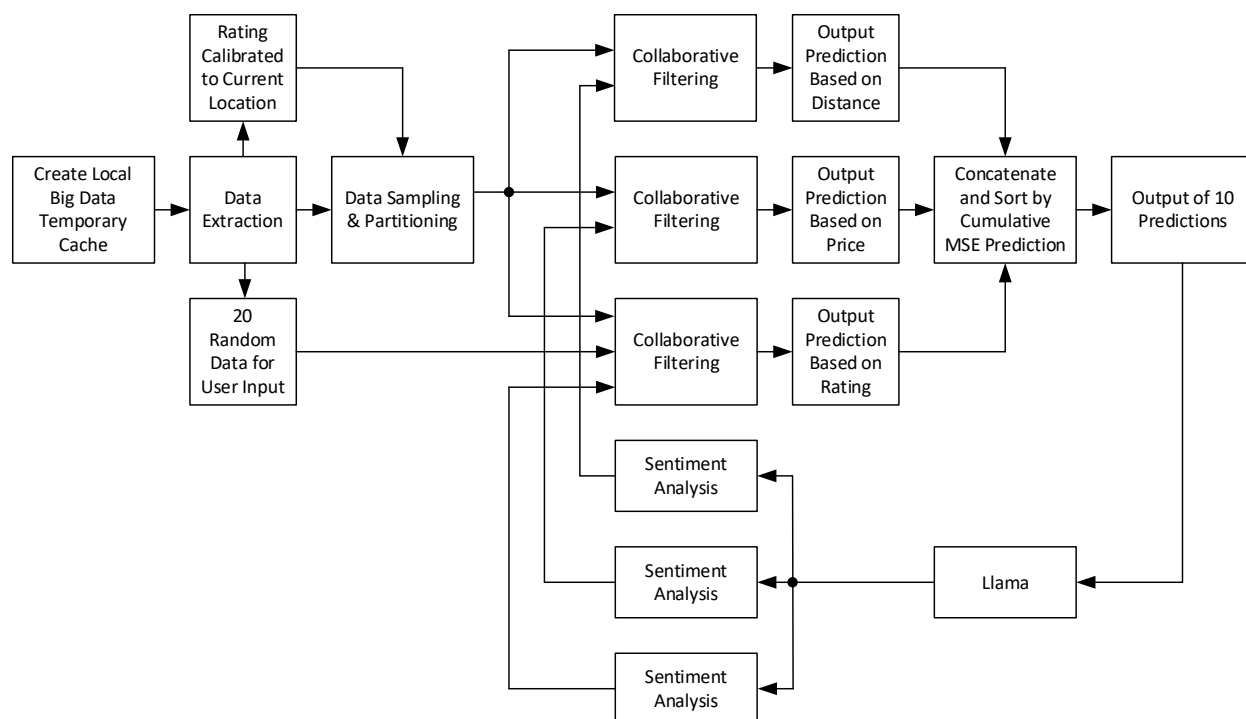 Rating
Calibrated
to Current
Location
Collaborative
Filtering
Output
Prediction
Based on
Distance
Create Local
Big Data
Temporary
Cache
Data
Extraction
Data Sampling
& Partitioning
Collaborative
Filtering
Output
Prediction
Based on
Price
Concatenate
and Sort by
Cumulative
MSE Prediction
Output of 10
Predictions
20
Random
Data for
User Input
Collaborative
Filtering
Output
Prediction
Based on
Rating
Sentiment
Analysis
Sentiment
Analysis
Llama
Sentiment
Analysis